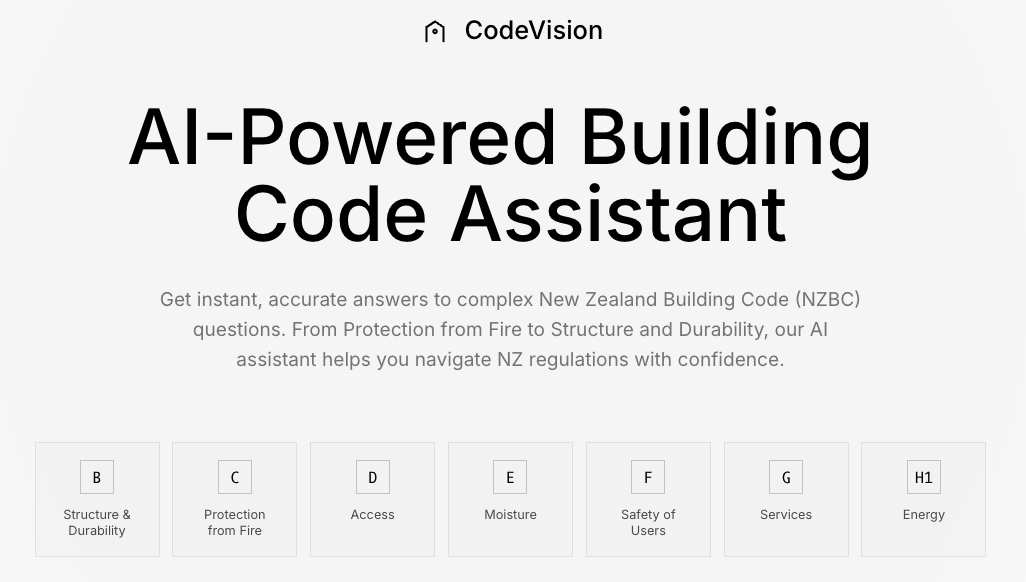 CodeVision
AI-Powered Building
Code Assistant
Get instant, accurate answers to complex New Zealand Building Code (NZBC)
questions. From Protection from Fire to Structure and Durability, our AI
assistant helps you navigate NZ regulations with confidence.
B
Structure &
Durability
C
Protection
from Fire
D
Access
E
Moisture
F
Safety of
Users
G
Services
H1
Energy